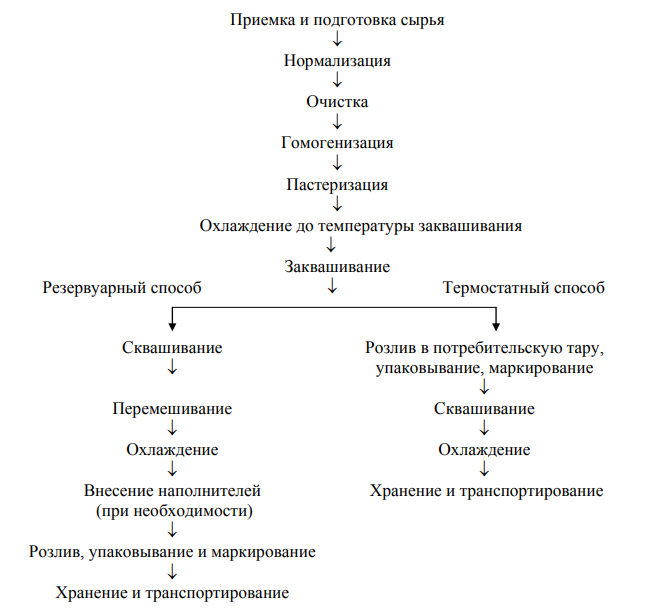 Приемка и подготовка сырья
Нормализация
Очистка
Гомогенизация
Пастеризация
Охлаждение до температуры заквашивания
Заквашивание
Резервуарный способ
Термостатный способ
Сквашивание
Перемешивание
Охлаждение
Внесение наполнителей
(при необходимости)
Розлив, упаковывание и маркирование
Хранение и транспортирование
Розлив в потребительскую тару,
упаковывание, маркирование
Сквашивание
Охлаждение
Хранение и транспортирование